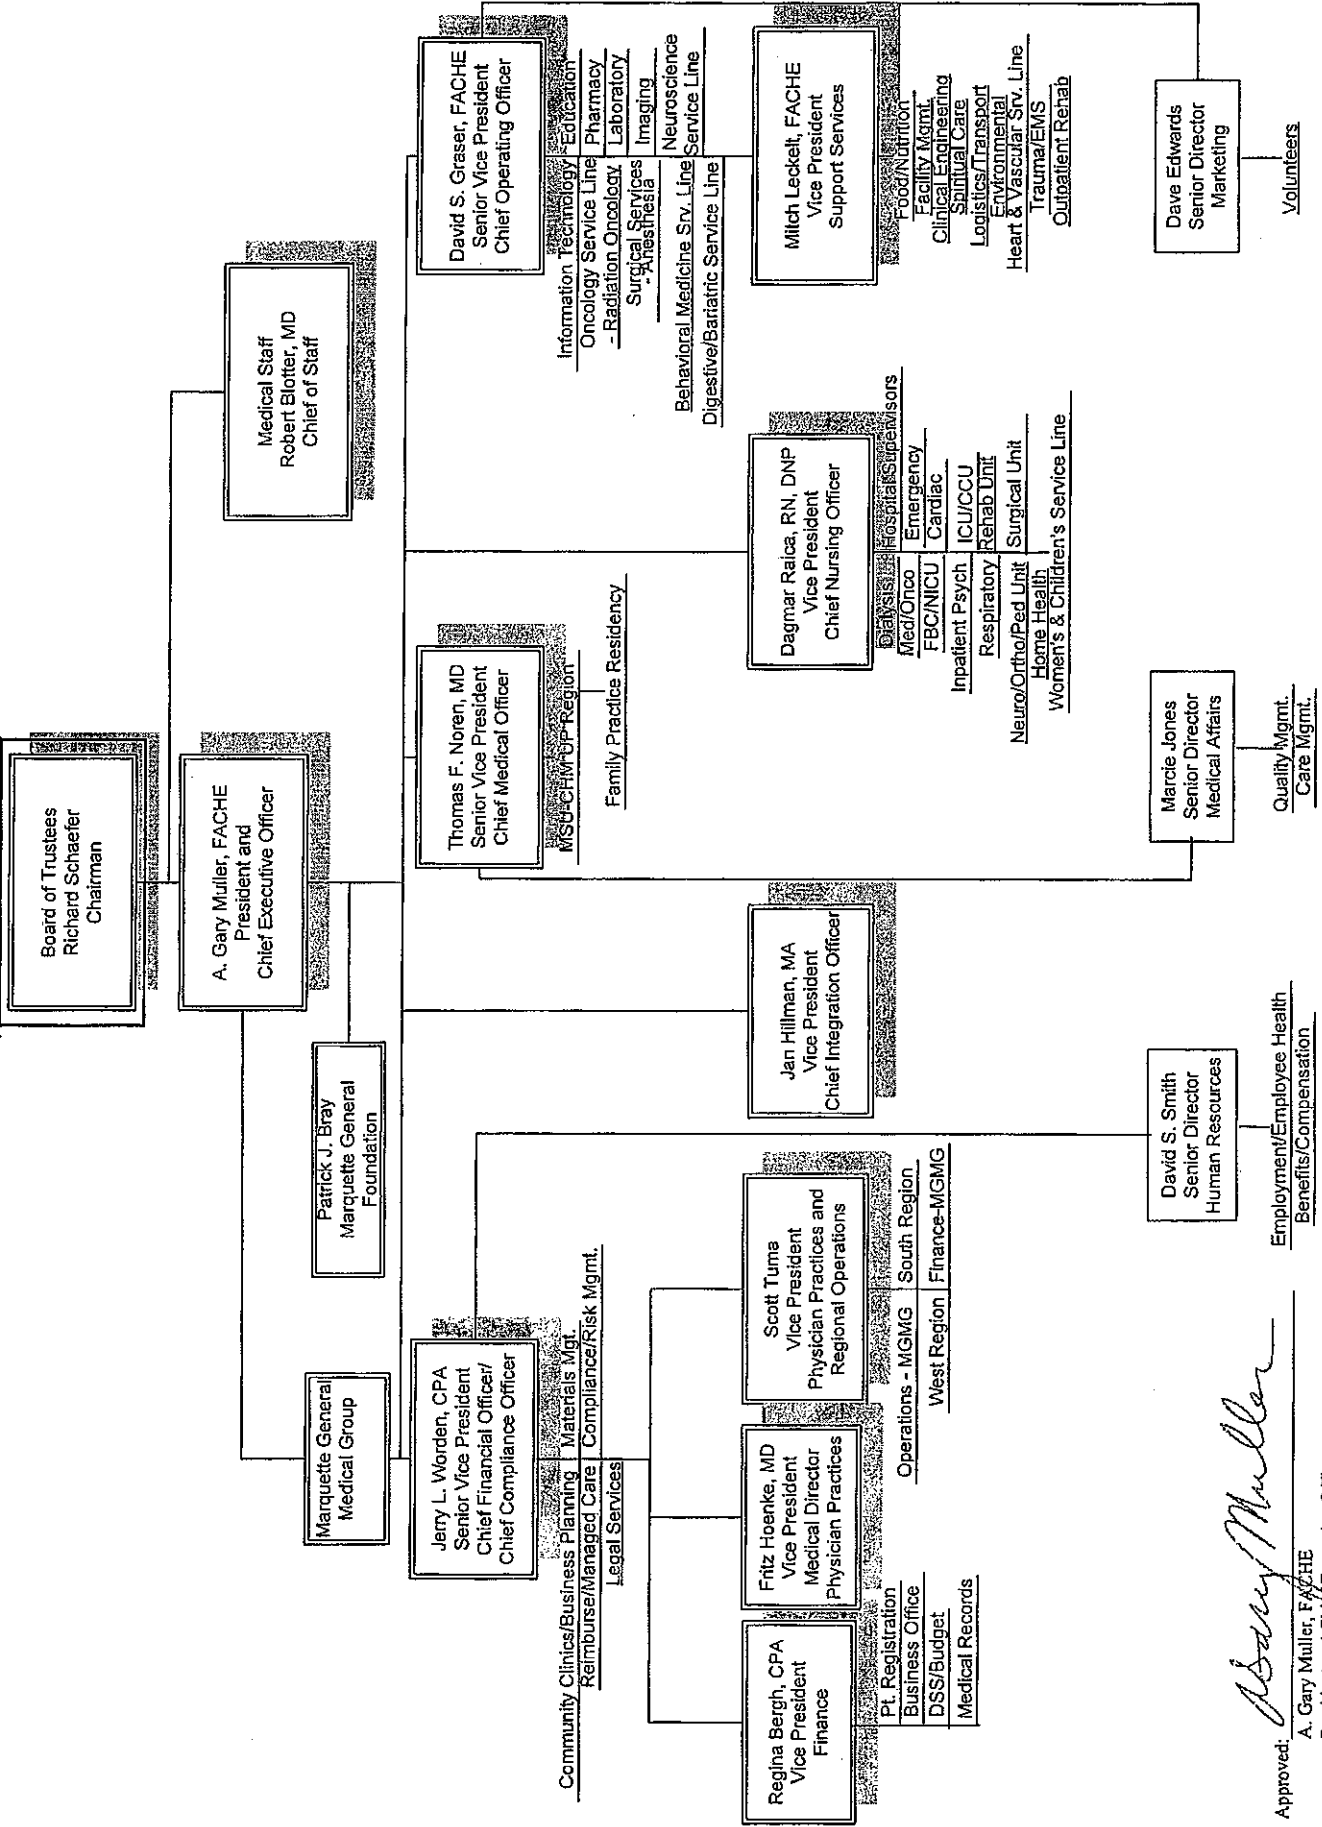 Board of Trustees
Richard Schaefer
Chairman
A. Gary Muller, FACHE
President and
Chief Executive Officer
Medical Staff
Robert Blotter, MD
Chief of Staff
Marquette General
Medical Group
Patrick J. Bray
Marquette General
Foundation
Jerry L. Worden, CPA
Senior Vice President
Chief Financial Officer/
Chief Compliance Officer
Community Clinics/Business Planning
Materials Mgt.
Reimburse/Managed Care
Compliance/Risk Mgmt.
Legal Services
Thomas F. Noren, MD
Senior Vice President
Chief Medical Officer
MSU-CHM-UP Region
Family Practice Residency
David S. Graser, FACHE
Senior Vice President
Chief Operating Officer
Information Technology
Education
Oncology Service Line
Pharmacy
- Radiation Oncology
Laboratory
Surgical Services
- Anesthesia
Imaging
Neuroscience
Behavioral Medicine Srv. Line
Service Line
Digestive/Bariatric Service Line
Regina Bergh, CPA
Vice President
Finance
Pt. Registration
Business Office
DSS/Budget
Medical Records
Fritz Hoenke, MD
Vice President
Medical Director
Physician Practices
Scott Tuma
Vice President
Physician Practices and
Regional Operations
Operations - MGMG
South Region
West Region
Finance-MGMG
Jan Hillman, MA
Vice President
Chief Integration Officer
Dagmar Raica, RN, DNP
Vice President
Chief Nursing Officer
Dialysis
Hospital Supervisors
Med/Onco
Emergency
FBC/NICU
Cardiac
Inpatient Psych
ICU/CCU
Respiratory
Rehab Unit
Neuro/Ortho/Ped Unit
Surgical Unit
Home Health
Women's & Children's Service Line
Mitch Leckelt, FACHE
Vice President
Support Services
Food/Nutrition
Facility Mgmt.
Clinical Engineering
Spiritual Care
Logistics/Transport
Environmental
Heart & Vascular Srv. Line
Trauma/EMS
Outpatient Rehab
David S. Smith
Senior Director
Human Resources
Employment/Employee Health
Benefits/Compensation
Marcie Jones
Senior Director
Medical Affairs
Quality Mgmt.
Care Mgmt.
Dave Edwards
Senior Director
Marketing
Volunteers
Approved: A Gary Muller
A. Gary Muller, FACHE